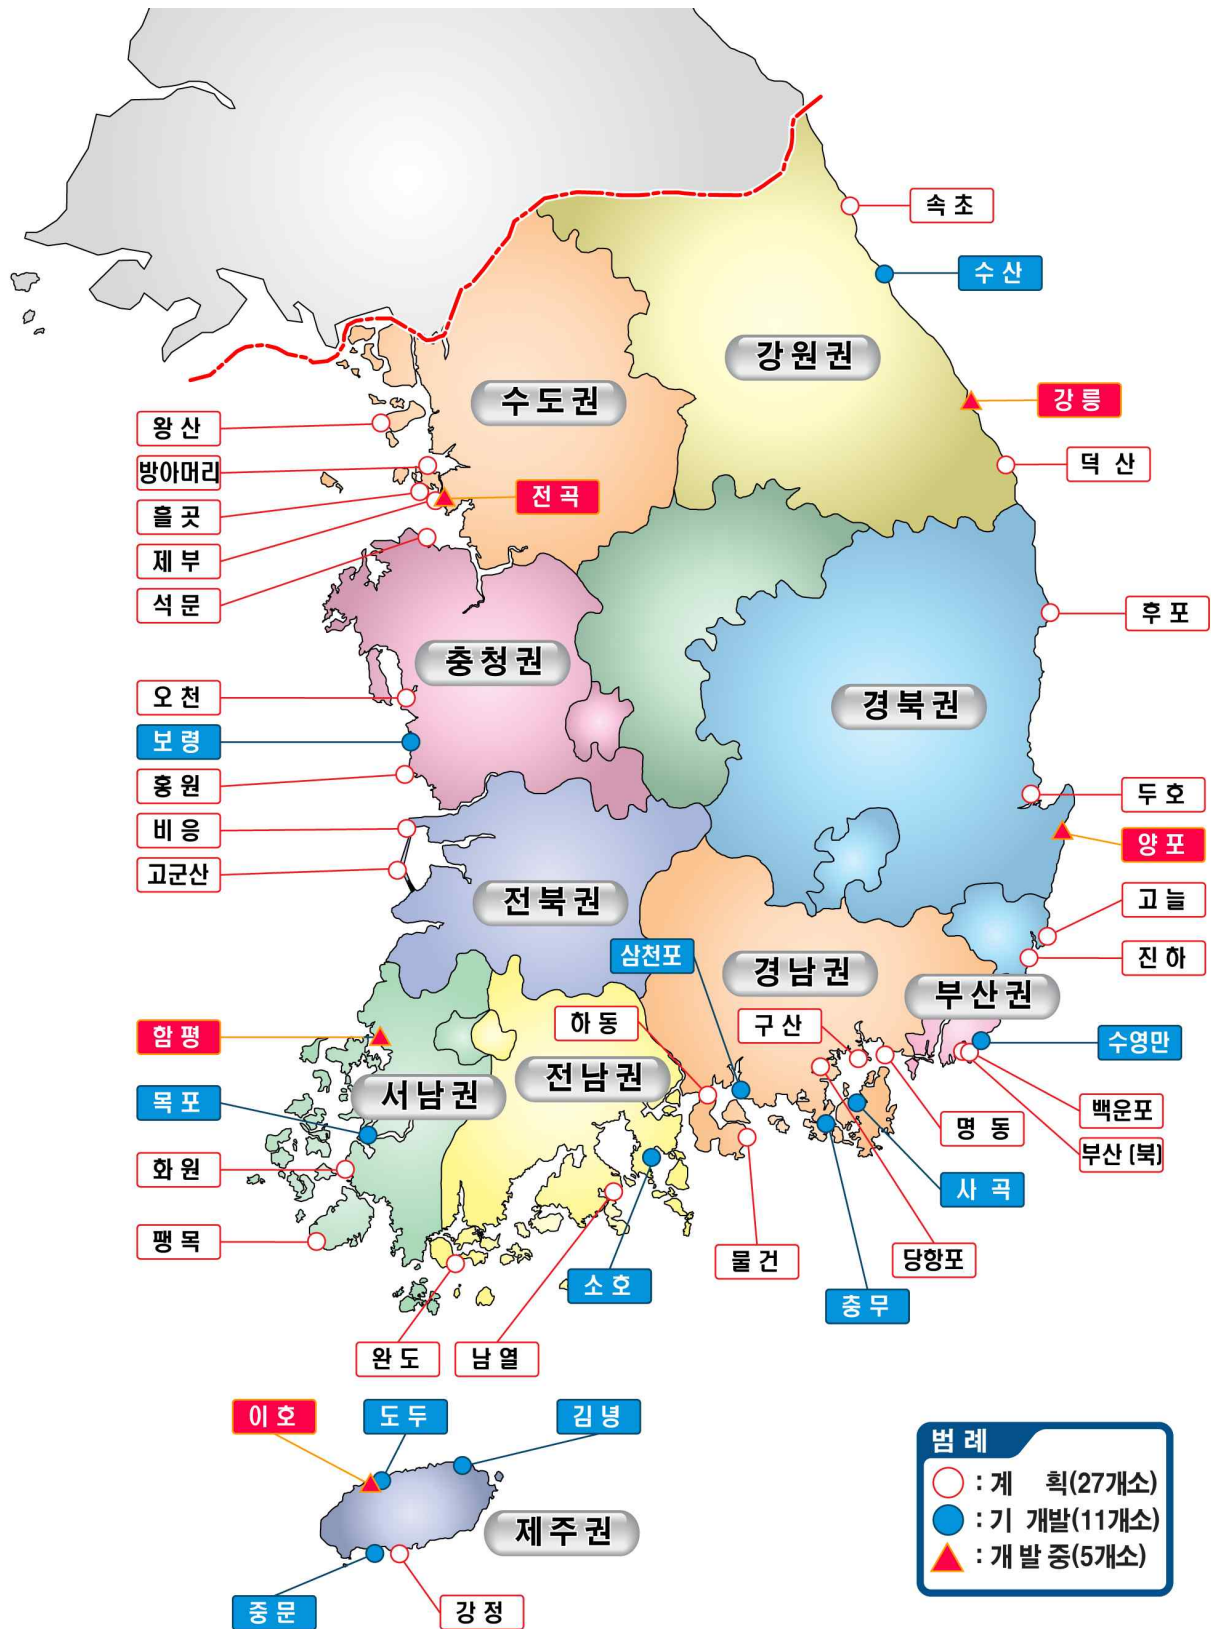 속 초
수 산
강원권
수도권
강 릉
왕 산
방아머리
덕 산
흘 곳
전 곡
제 부
석 문
후 포
충청권
오 천
경북권
보 령
홍 원
두 호
비 응
양 포
고군산
전북권
고 늘
삼천포
경남권
진 하
부산권
하 동
구 산
함 평
수영만
전남권
서남권
목 포
백운포
명 동
화 원
부산 (북)
사 곡
팽 목
물 건
당항포
소 호
충 무
완 도
남 열
이 호
도 두
김 녕
제주권
중 문
강 정
범 례
: 계 획(27개소)
: 기 개발(11개소)
: 개 발 중(5개소)